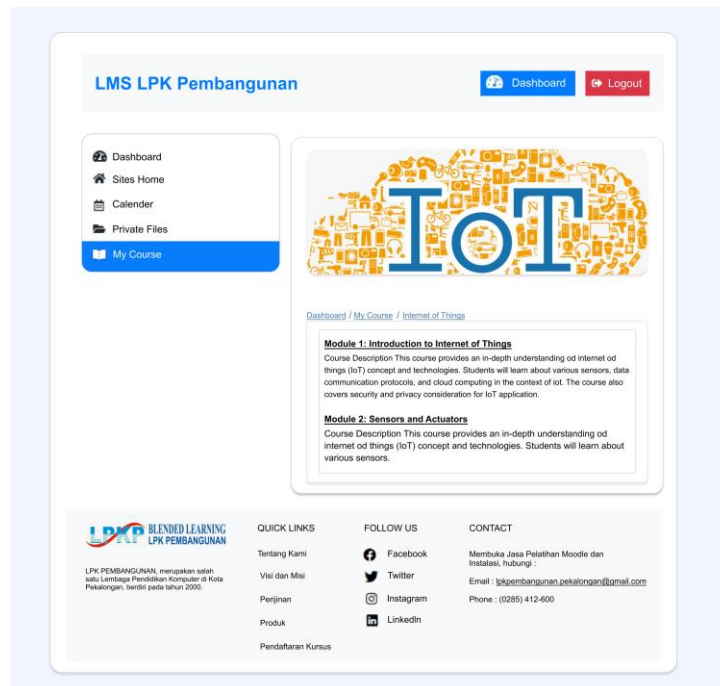 LMS LPK Pembangunan
Dashboard
Logout
Dashboard
Sites Home
Calender
Private Files
My Course
IoT
Dashboard / My Course / Internet of Things
Module 1: Introduction to Internet of Things
Course Description This course provides an in-depth understanding od internet od
things (IoT) concept and technologies. Students will learn about various sensors, data
communication protocols, and cloud computing in the context of iot. The course also
covers security and privacy consideration for IoT application.
Module 2: Sensors and Actuators
Course Description This course provides an in-depth understanding od
internet od things (IoT) concept and technologies. Students will learn about
various sensors.
LPKP BLENDED LEARNING
LPK PEMBANGUNAN
LPK PEMBANGUNAN, merupakan salah
satu Lembaga Pendidikan Komputer di Kota
Pekalongan, berdiri pada tahun 2000.
QUICK LINKS
Tentang Kami
Visi dan Misi
Perijinan
Produk
Pendaftaran Kursus
FOLLOW US
Facebook
Twitter
Instagram
LinkedIn
CONTACT
Membuka Jasa Pelatihan Moodle dan
Instalasi, hubungi :
Email : lpkpembangunan.pekalongan@gmail.com
Phone : (0285) 412-600